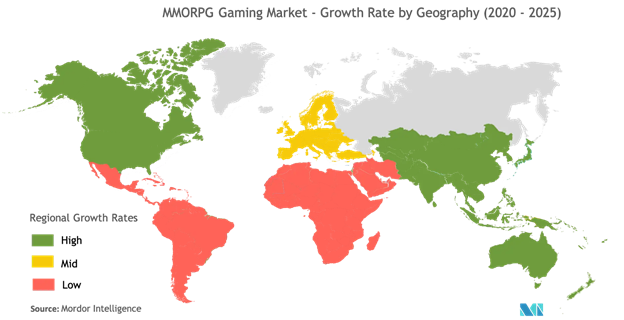 MMORPG Gaming Market - Growth Rate by Geography (2020 - 2025)
Regional Growth Rates
High
Mid
Low
Source: Mordor Intelligence